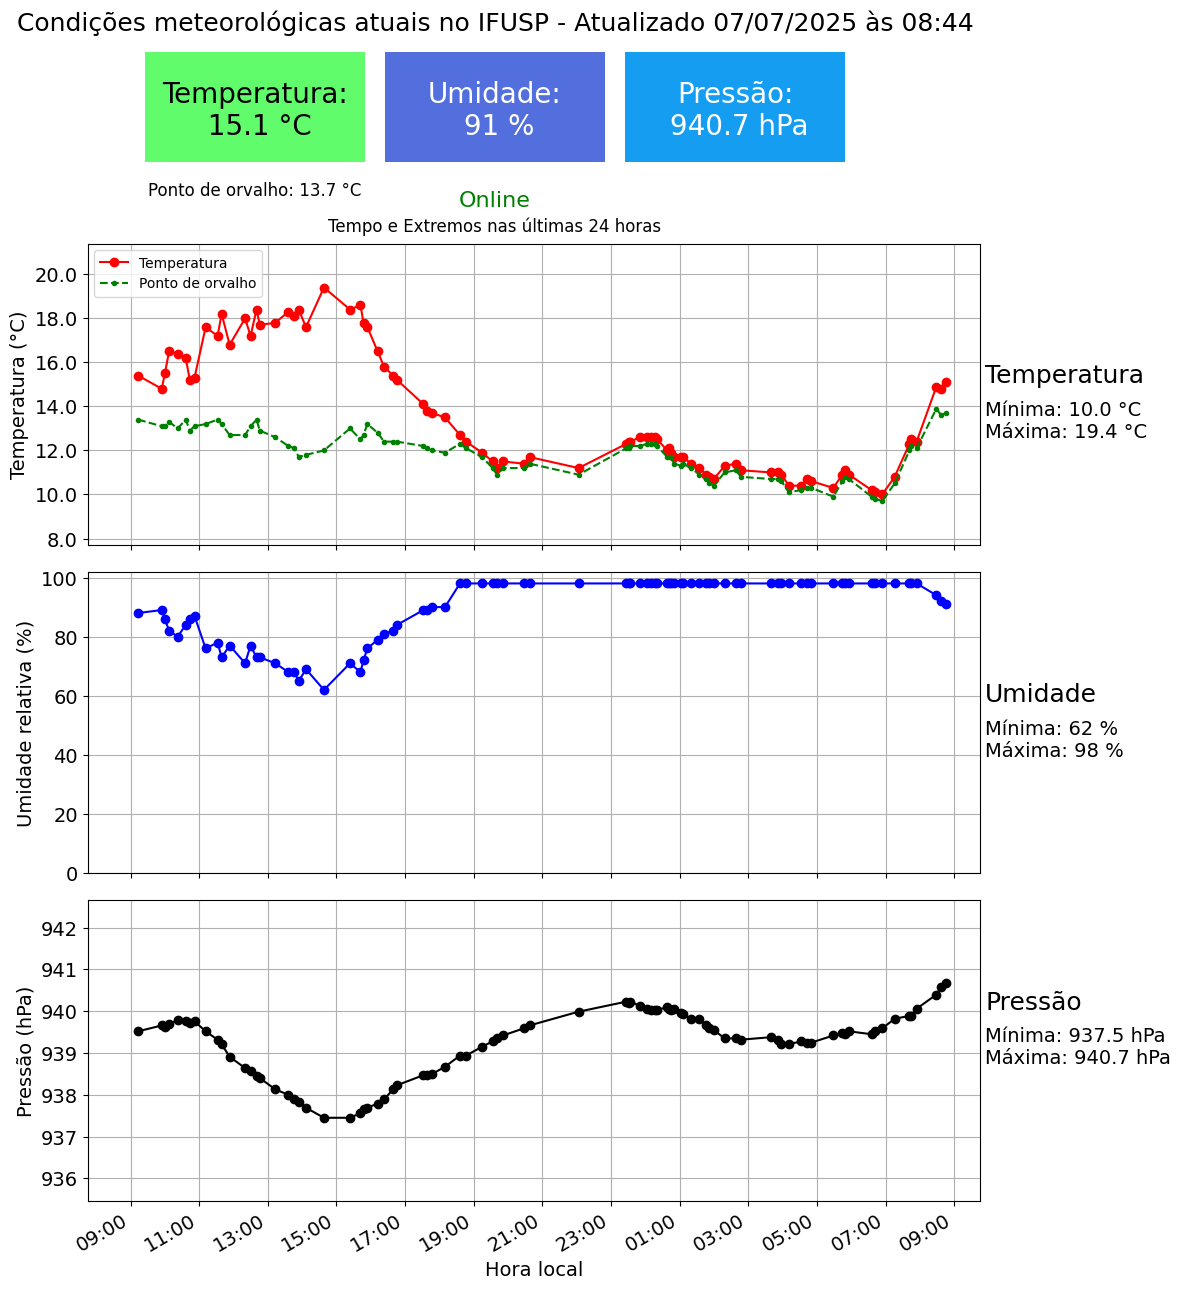 Condições meteorológicas atuais no IFUSP - Atualizado 07/07/2025 às 08:44
Temperatura:
15.1 °C
Umidade:
91 %
Pressão:
940.7 hPa
Ponto de orvalho: 13.7 °C
Online
Tempo e Extremos nas últimas 24 horas
Temperatura
Ponto de orvalho
Temperatura (°C)
20.0
18.0
16.0
14.0
12.0
10.0
8.0
Temperatura
Mínima: 10.0 °C
Máxima: 19.4 °C
Umidade relativa (%)
100
80
60
40
20
0
Umidade
Mínima: 62 %
Máxima: 98 %
Pressão (hPa)
942
941
940
939
938
937
936
Pressão
Mínima: 937.5 hPa
Máxima: 940.7 hPa
09:00 11:00 13:00 15:00 17:00 19:00 21:00 23:00 01:00 03:00 05:00 07:00 09:00
Hora local